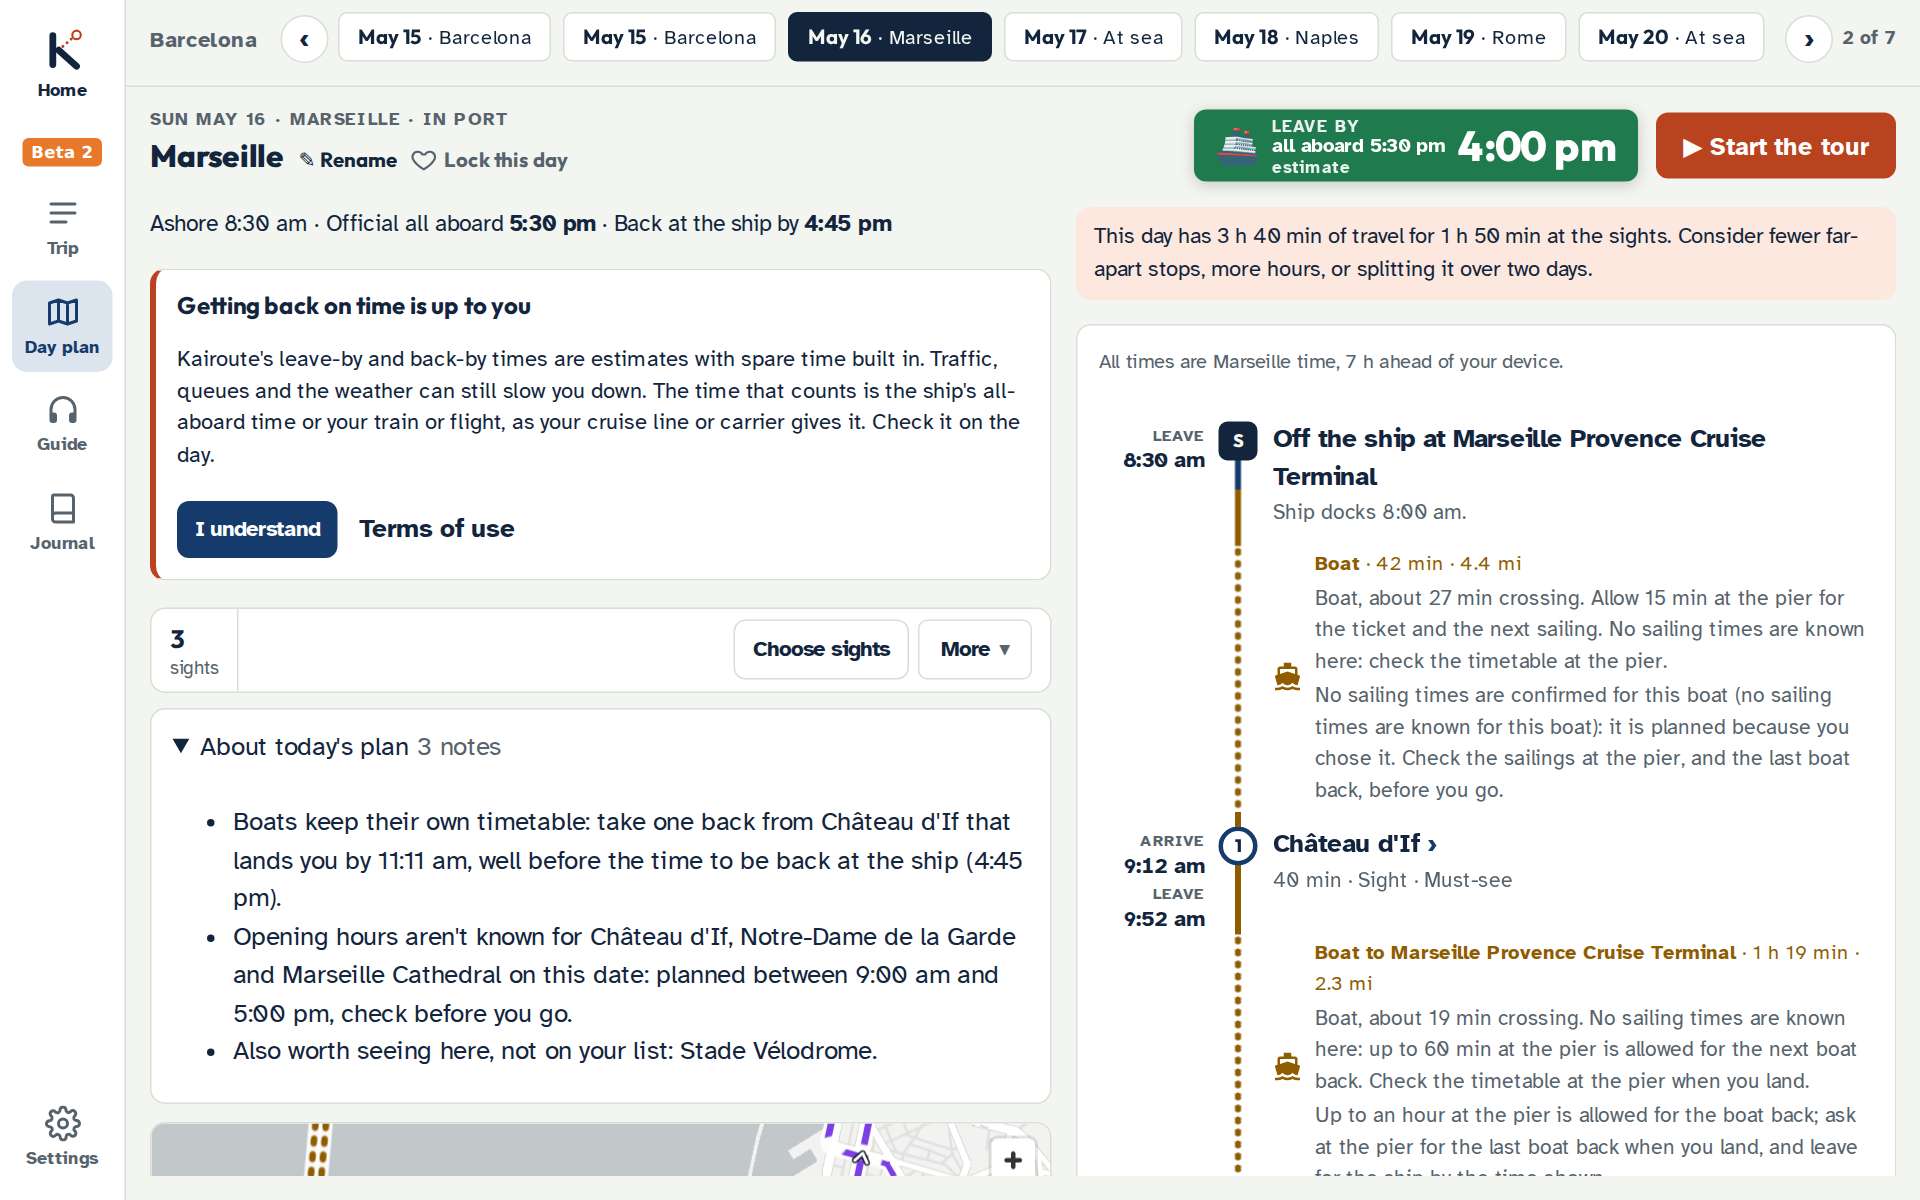 Home
Beta 2
Trip
Day plan
Guide
Journal
Settings
Barcelona
‹
May 15 · Barcelona
May 15 · Barcelona
May 16 · Marseille
May 17 · At sea
May 18 · Naples
May 19 · Rome
May 20 · At sea
›
2 of 7
SUN MAY 16 · MARSEILLE · IN PORT
Marseille
✎ Rename
Lock this day
LEAVE BY
all aboard 5:30 pm
estimate
4:00 pm
▶ Start the tour
Ashore 8:30 am · Official all aboard 5:30 pm · Back at the ship by 4:45 pm
Getting back on time is up to you
Kairoute's leave-by and back-by times are estimates with spare time built in. Traffic,
queues and the weather can still slow you down. The time that counts is the ship's all-
aboard time or your train or flight, as your cruise line or carrier gives it. Check it on the
day.
I understand
Terms of use
3
sights
Choose sights
More ▾
▼ About today's plan 3 notes
• Boats keep their own timetable: take one back from Château d'If that
lands you by 11:11 am, well before the time to be back at the ship (4:45
pm).
• Opening hours aren't known for Château d'If, Notre-Dame de la Garde
and Marseille Cathedral on this date: planned between 9:00 am and
5:00 pm, check before you go.
• Also worth seeing here, not on your list: Stade Vélodrome.
+
This day has 3 h 40 min of travel for 1 h 50 min at the sights. Consider fewer far-
apart stops, more hours, or splitting it over two days.
All times are Marseille time, 7 h ahead of your device.
LEAVE
8:30 am
S
Off the ship at Marseille Provence Cruise
Terminal
Ship docks 8:00 am.
Boat · 42 min · 4.4 mi
Boat, about 27 min crossing. Allow 15 min at the pier for
the ticket and the next sailing. No sailing times are known
here: check the timetable at the pier.
No sailing times are confirmed for this boat (no sailing
times are known for this boat): it is planned because you
chose it. Check the sailings at the pier, and the last boat
back, before you go.
ARRIVE
9:12 am
LEAVE
9:52 am
1
Château d'If ›
40 min · Sight · Must-see
Boat to Marseille Provence Cruise Terminal · 1 h 19 min ·
2.3 mi
Boat, about 19 min crossing. No sailing times are known
here: up to 60 min at the pier is allowed for the next boat
back. Check the timetable at the pier when you land.
Up to an hour at the pier is allowed for the boat back; ask
at the pier for the last boat back when you land, and leave
for the ship by the time shown.